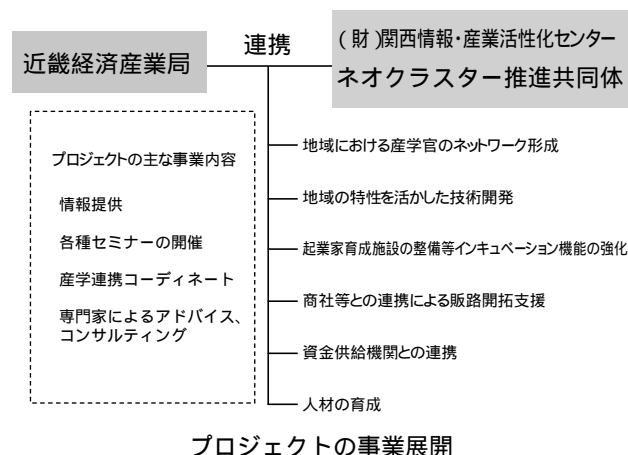 近畿経済産業局
連携
(財)関西情報・産業活性化センター
ネオクラスター推進共同体
プロジェクトの主な事業内容
情報提供
各種セミナーの開催
産学連携コーディネート
専門家によるアドバイス、
コンサルティング
地域における産学官のネットワーク形成
地域の特性を活かした技術開発
起業家育成施設の整備等インキュベーション機能の強化
商社等との連携による販路開拓支援
資金供給機関との連携
人材の育成
プロジェクトの事業展開